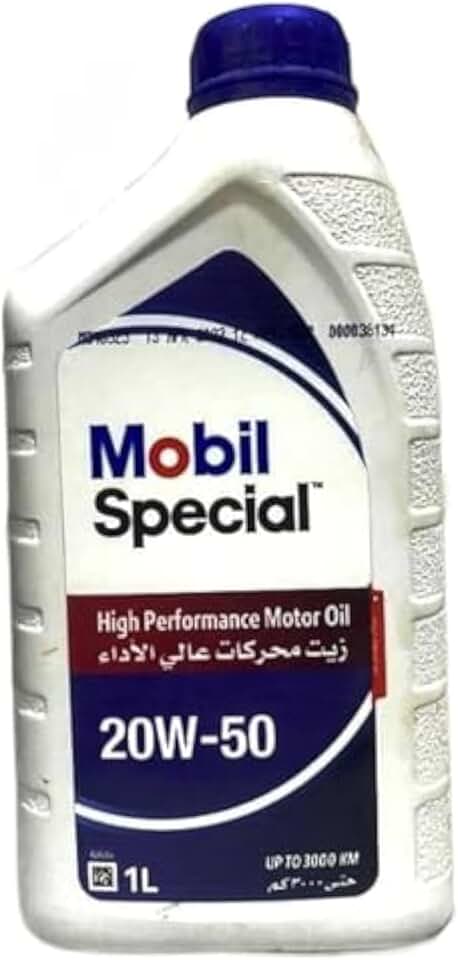 000036134
Mobil
Special™
High Performance Motor Oil
زيت محركات عالي الأداء
20W-50
1L
UP TO 3000 KM
حتى ٣٠٠٠ كم